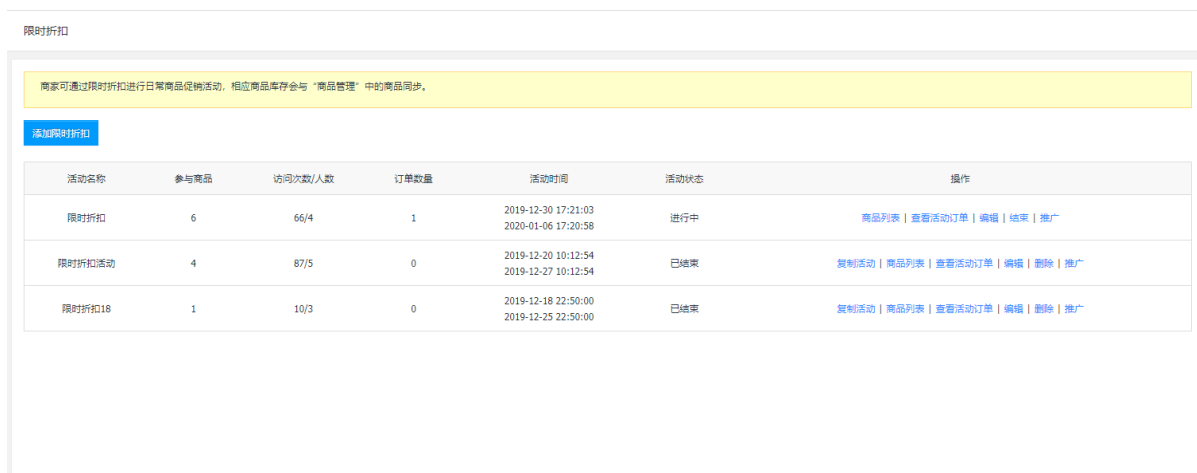 限时折扣
商家可通过限时折扣进行日常商品促销活动，相应商品库存会与“商品管理”中的商品同步。
添加限时折扣
活动名称 参与商品 访问次数/人数 订单数量 活动时间 活动状态 操作
限时折扣 6 66/4 1 2019-12-30 17:21:03 进行中 商品列表 | 查看活动订单 | 编辑 | 结束 | 推广
2020-01-06 17:20:58
限时折扣活动 4 87/5 0 2019-12-20 10:12:54 已结束 复制活动 | 商品列表 | 查看活动订单 | 编辑 | 删除 | 推广
2019-12-27 10:12:54
限时折扣18 1 10/3 0 2019-12-18 22:50:00 已结束 复制活动 | 商品列表 | 查看活动订单 | 编辑 | 删除 | 推广
2019-12-25 22:50:00